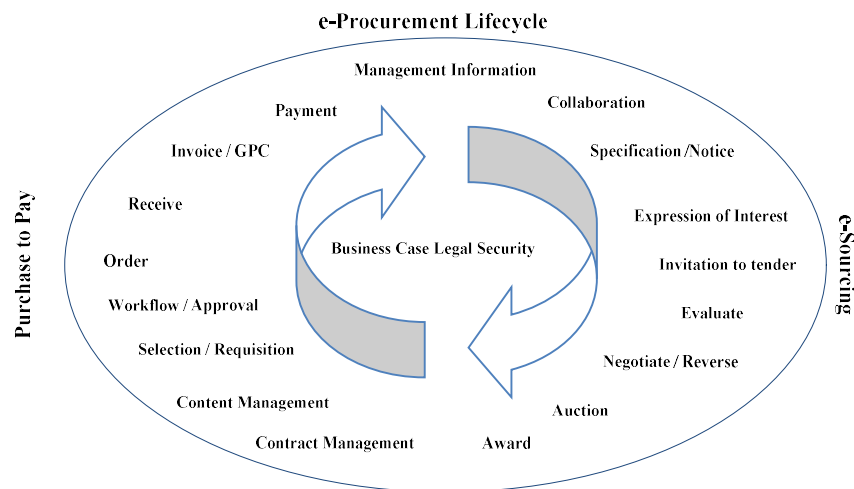 e-Procurement Lifecycle
Management Information
Collaboration
Specification /Notice
Expression of Interest
Invitation to tender
Evaluate
Negotiate / Reverse
Auction
Award
Contract Management
Content Management
Selection / Requisition
Workflow / Approval
Order
Receive
Invoice / GPC
Payment
Business Case Legal Security
Purchase to Pay
e-Sourcing